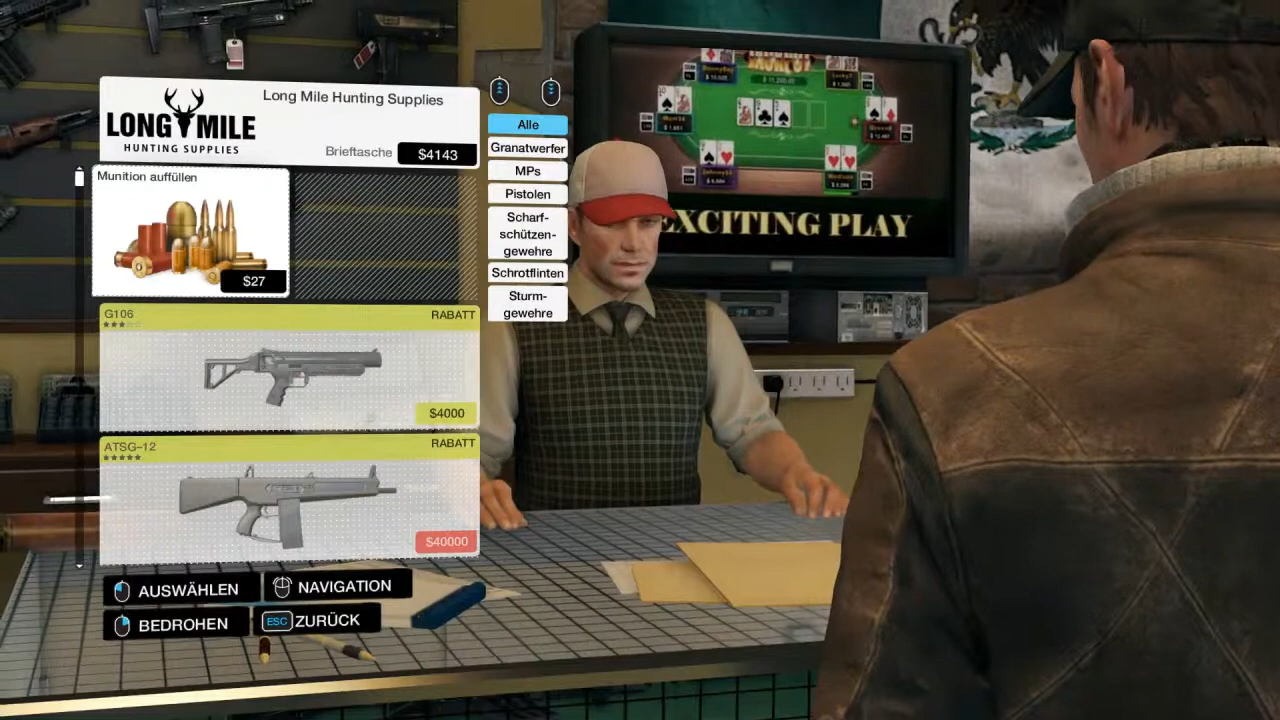 LONG MILE
HUNTING SUPPLIES
Long Mile Hunting Supplies
Brieftasche $4143
Munition auffüllen
$27
G106 RABATT
$4000
ATSG-12 RABATT
$40000
Alle
Granatwerfer
MPs
Pistolen
Scharf-
schützen-
gewehre
Schrotflinten
Sturm-
gewehre
EXCITING PLAY
AUSWÄHLEN
NAVIGATION
BEDROHEN
ESC ZURÜCK